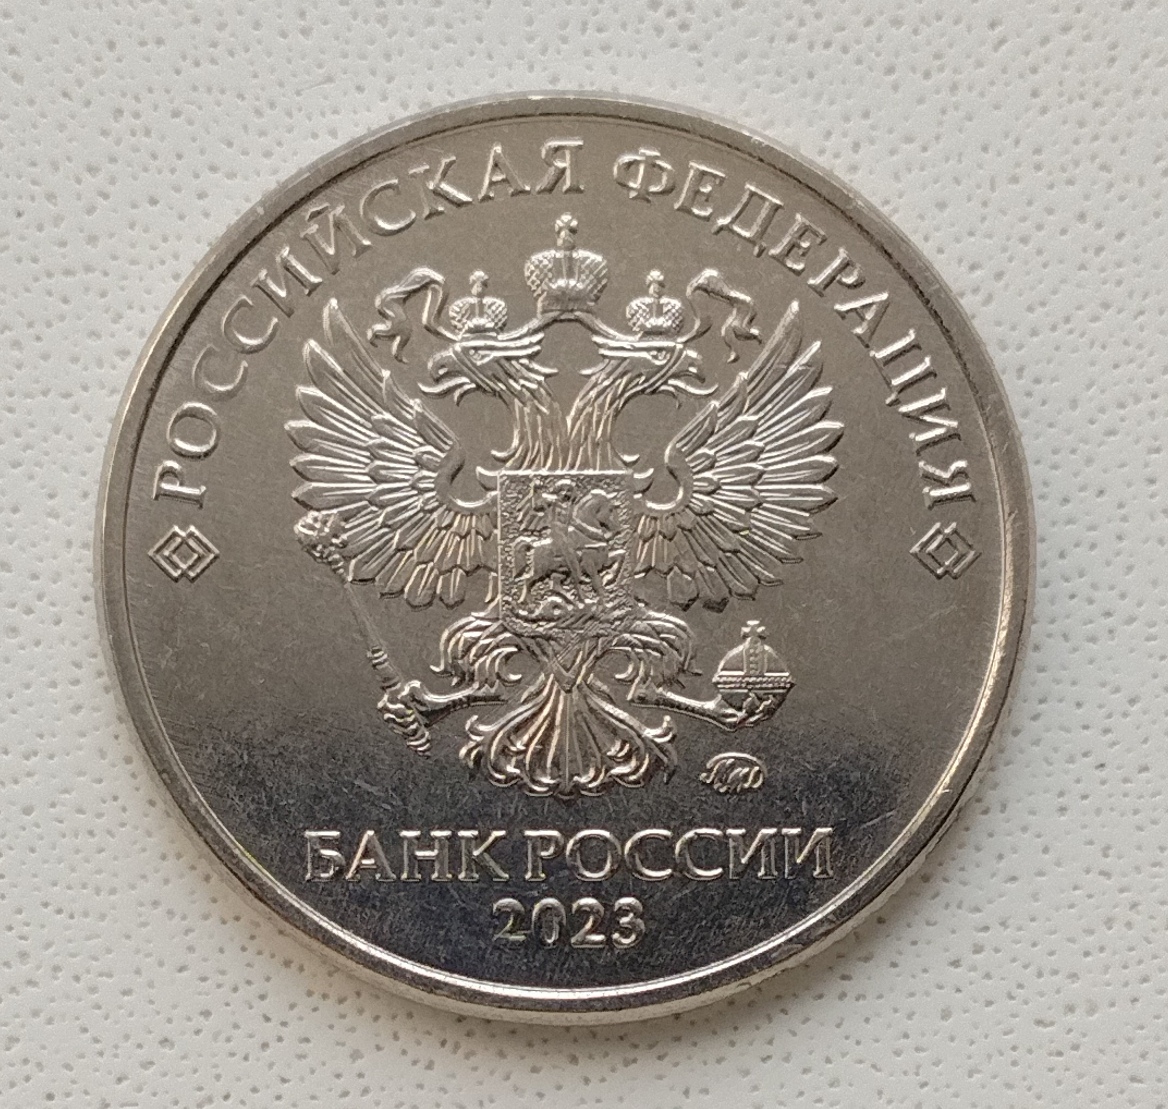 РОССИЙСКАЯ ФЕДЕРАЦИЯ
БАНК РОССИИ
2023